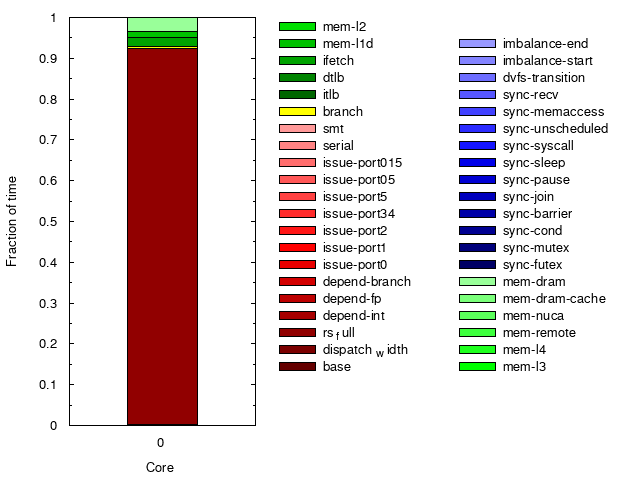 1
0.9
0.8
0.7
0.6
0.5
0.4
0.3
0.2
0.1
0
Fraction of time
0
Core
mem-l2
mem-l1d
ifetch
dtlb
itlb
branch
smt
serial
issue-port015
issue-port05
issue-port5
issue-port34
issue-port2
issue-port1
issue-port0
depend-branch
depend-fp
depend-int
rsfull
dispatchwidth
base
imbalance-end
imbalance-start
dvfs-transition
sync-recv
sync-memaccess
sync-unscheduled
sync-syscall
sync-sleep
sync-pause
sync-join
sync-barrier
sync-cond
sync-mutex
sync-futex
mem-dram
mem-dram-cache
mem-nuca
mem-remote
mem-l4
mem-l3